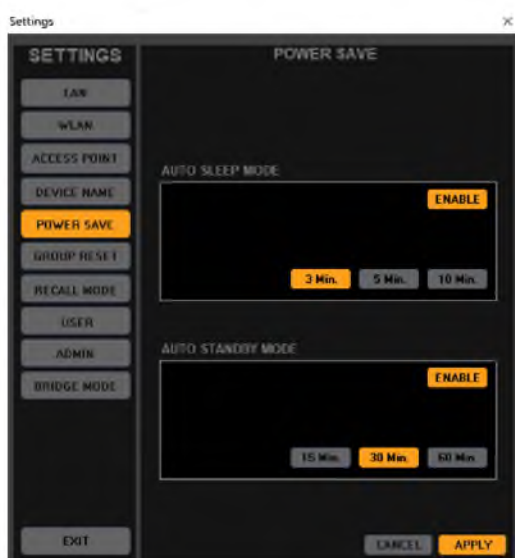 Settings
SETTINGS
LAN
WLAN
ACCESS POINT
DEVICE NAME
POWER SAVE
GROUP RESET
RECALL MODE
USER
ADMIN
BRIDGE MODE
EXIT
POWER SAVE
AUTO SLEEP MODE
ENABLE
3 Min. 5 Min. 10 Min.
AUTO STANDBY MODE
ENABLE
15 Min. 30 Min. 60 Min.
CANCEL APPLY